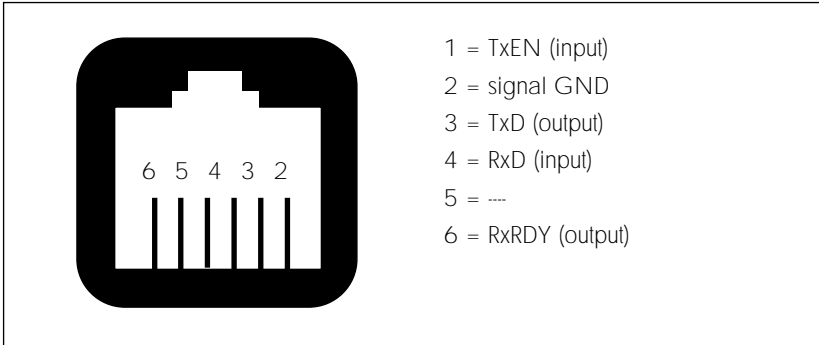 6 5 4 3 2
1 = TxEN (input)
2 = signal GND
3 = TxD (output)
4 = RxD (input)
5 = ----
6 = RxRDY (output)